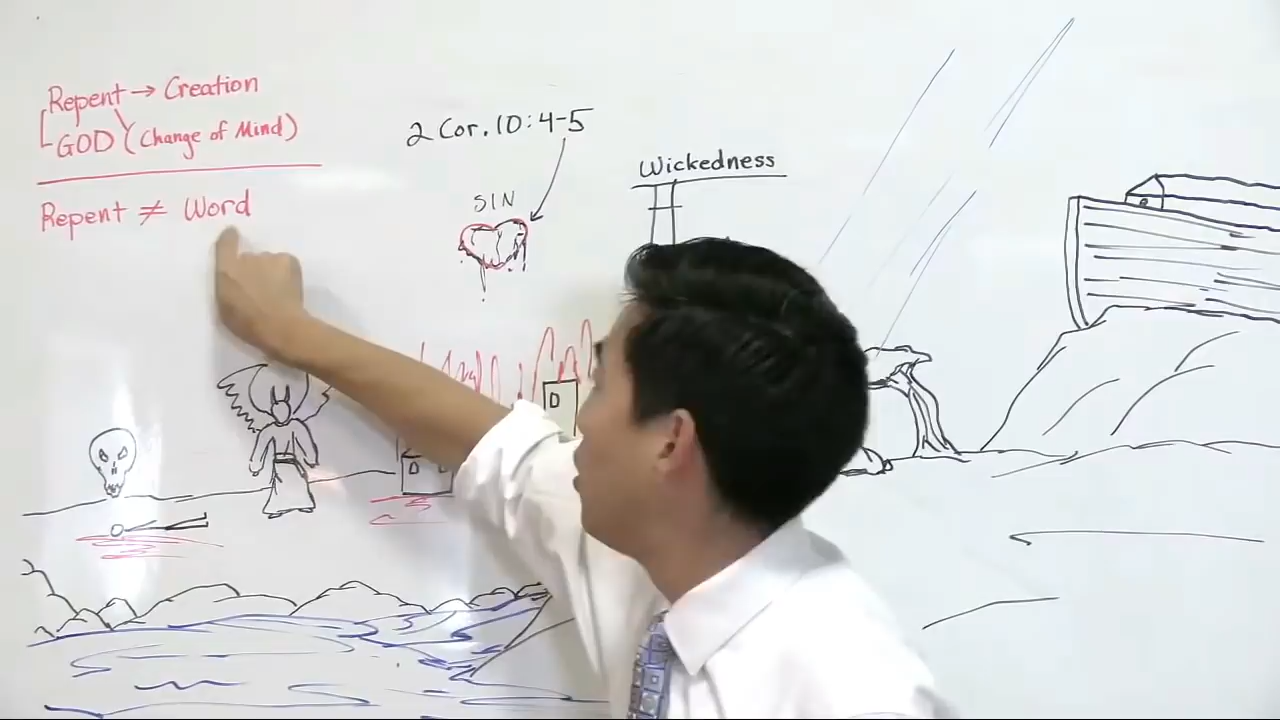 Repent → Creation
GOD (Change of Mind)
Repent ≠ Word
2 Cor. 10:4-5
SIN
Wickedness